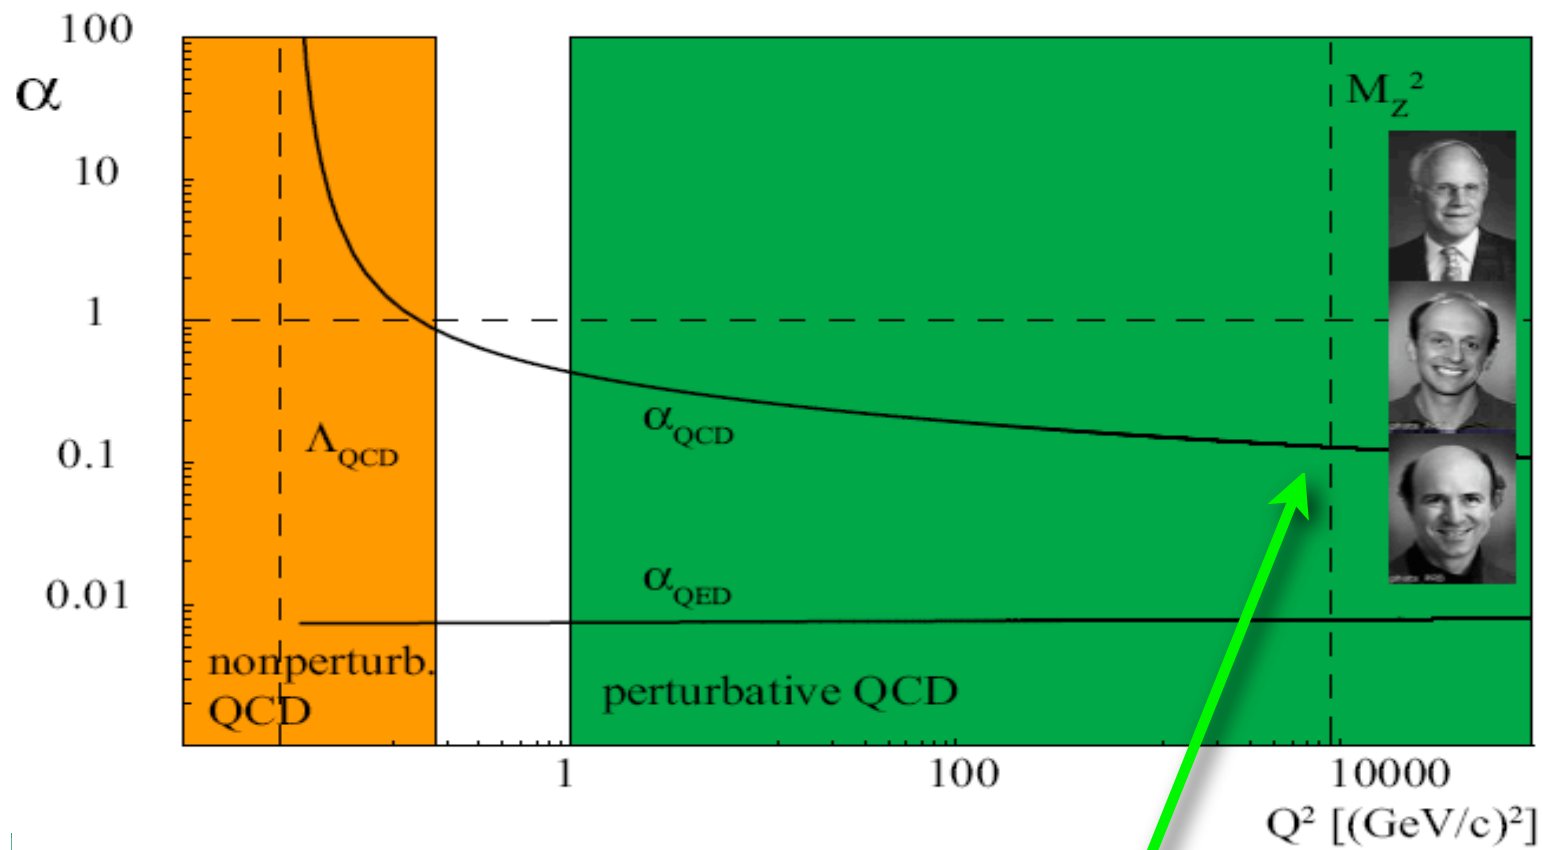 100
α
10
1
0.1
0.01
M_Z²
Λ_QCD
α_QCD
α_QED
nonperturb.
QCD
perturbative QCD
1
100
10000
Q² [(GeV/c)²]